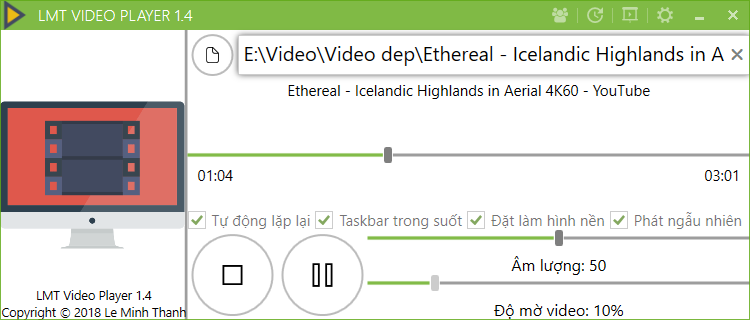 LMT VIDEO PLAYER 1.4
E:\Video\Video dep\Ethereal - Icelandic Highlands in A
Ethereal - Icelandic Highlands in Aerial 4K60 - YouTube
01:04 03:01
Tự động lặp lại Taskbar trong suốt Đặt làm hình nền Phát ngẫu nhiên
Âm lượng: 50
Độ mờ video: 10%
LMT Video Player 1.4
Copyright © 2018 Le Minh Thanh